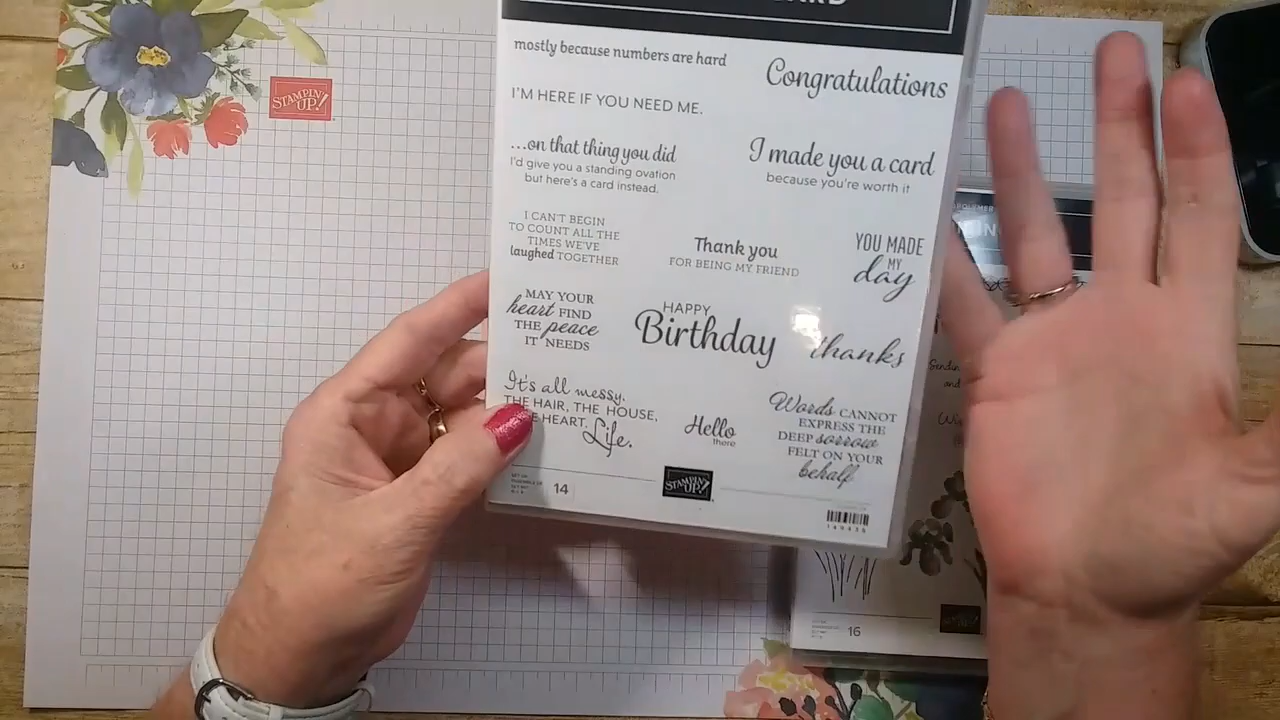 STAMPIN' UP!
mostly because numbers are hard
Congratulations
I'M HERE IF YOU NEED ME.
...on that thing you did
I'd give you a standing ovation
but here's a card instead.
I made you a card
because you're worth it
I CAN'T BEGIN
TO COUNT ALL THE
TIMES WE'VE
laughed TOGETHER
Thank you
FOR BEING MY FRIEND
YOU MADE
MY
day
MAY YOUR
heart FIND
THE peace
IT NEEDS
HAPPY
Birthday
thanks
It's all messy.
THE HAIR, THE HOUSE,
HEART.
Life.
Hello
there
Words CANNOT
EXPRESS THE
DEEP sorrow
FELT ON YOUR
behalf
14
STAMPIN' UP!
Sending
and
16